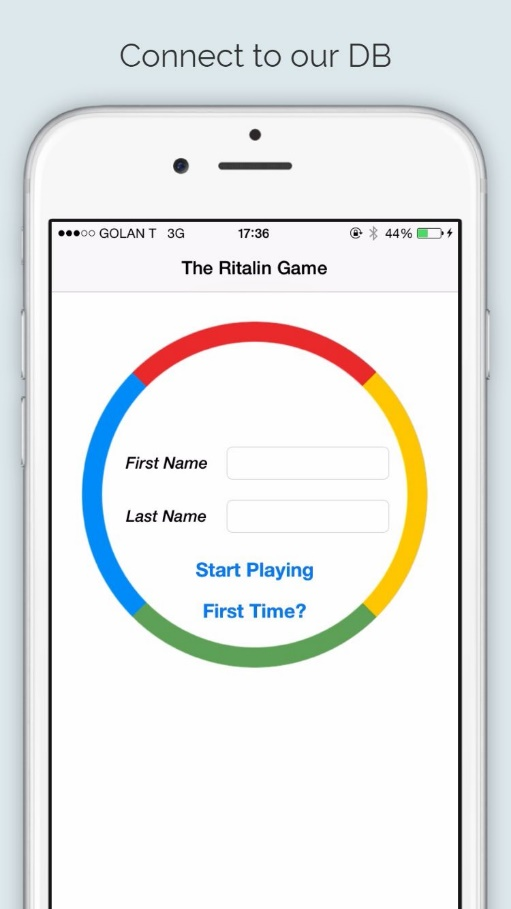 Connect to our DB
GOLAN T 3G 17:36 44%
The Ritalin Game
First Name
Last Name
Start Playing
First Time?